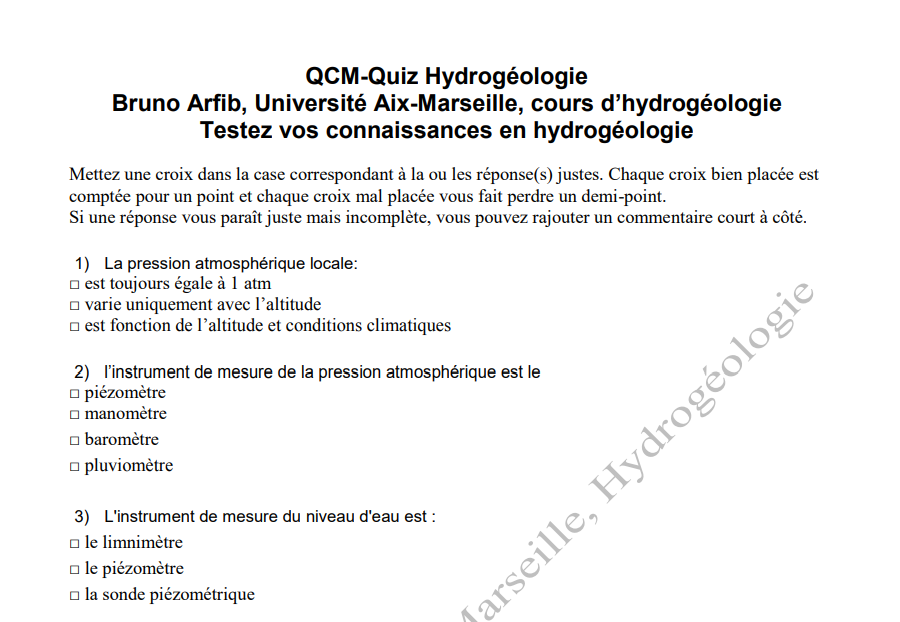 QCM-Quiz Hydrogéologie
Bruno Arfib, Université Aix-Marseille, cours d’hydrogéologie
Testez vos connaissances en hydrogéologie
Mettez une croix dans la case correspondant à la ou les réponse(s) justes. Chaque croix bien placée est
comptée pour un point et chaque croix mal placée vous fait perdre un demi-point.
Si une réponse vous paraît juste mais incomplète, vous pouvez rajouter un commentaire court à côté.
1) La pression atmosphérique locale:
□ est toujours égale à 1 atm
□ varie uniquement avec l’altitude
□ est fonction de l’altitude et conditions climatiques
2) l’instrument de mesure de la pression atmosphérique est le
□ piézomètre
□ manomètre
□ baromètre
□ pluviomètre
3) L'instrument de mesure du niveau d'eau est :
□ le limnimètre
□ le piézomètre
□ la sonde piézométrique
Marseille, Hydrogéologie